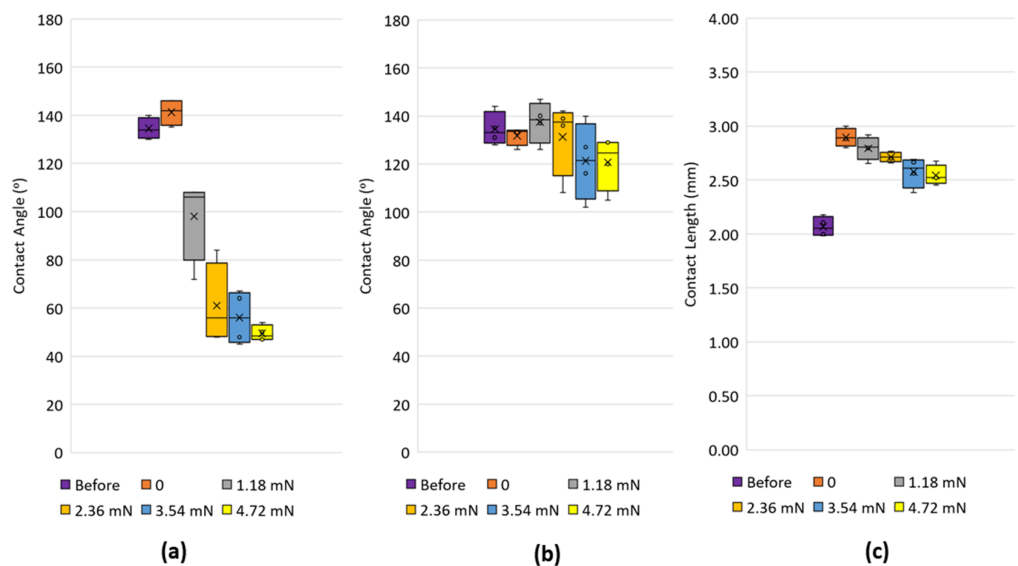 180
160
140
120
100
80
60
40
20
0
Contact Angle (º)
Before 0 1.18 mN
2.36 mN 3.54 mN 4.72 mN
(a)
180
160
140
120
100
80
60
40
20
0
Contact Angle (º)
Before 0 1.18 mN
2.36 mN 3.54 mN 4.72 mN
(b)
4.00
3.50
3.00
2.50
2.00
1.50
1.00
0.50
0.00
Contact Length (mm)
Before 0 1.18 mN
2.36 mN 3.54 mN 4.72 mN
(c)